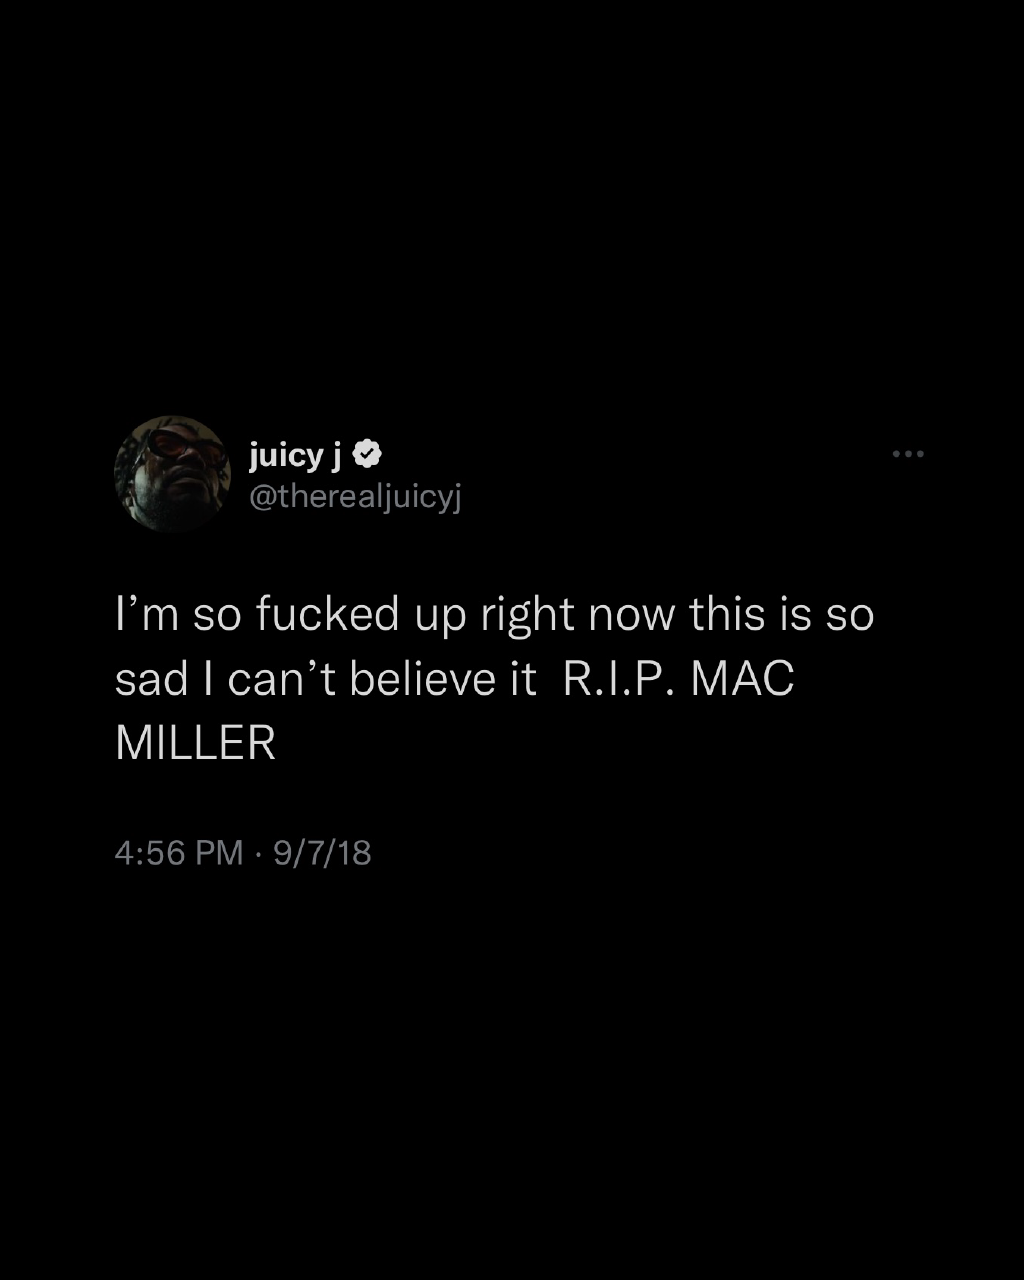 juicy j
@therealjuicyj
I’m so fucked up right now this is so
sad I can’t believe it  R.I.P. MAC
MILLER
4:56 PM · 9/7/18